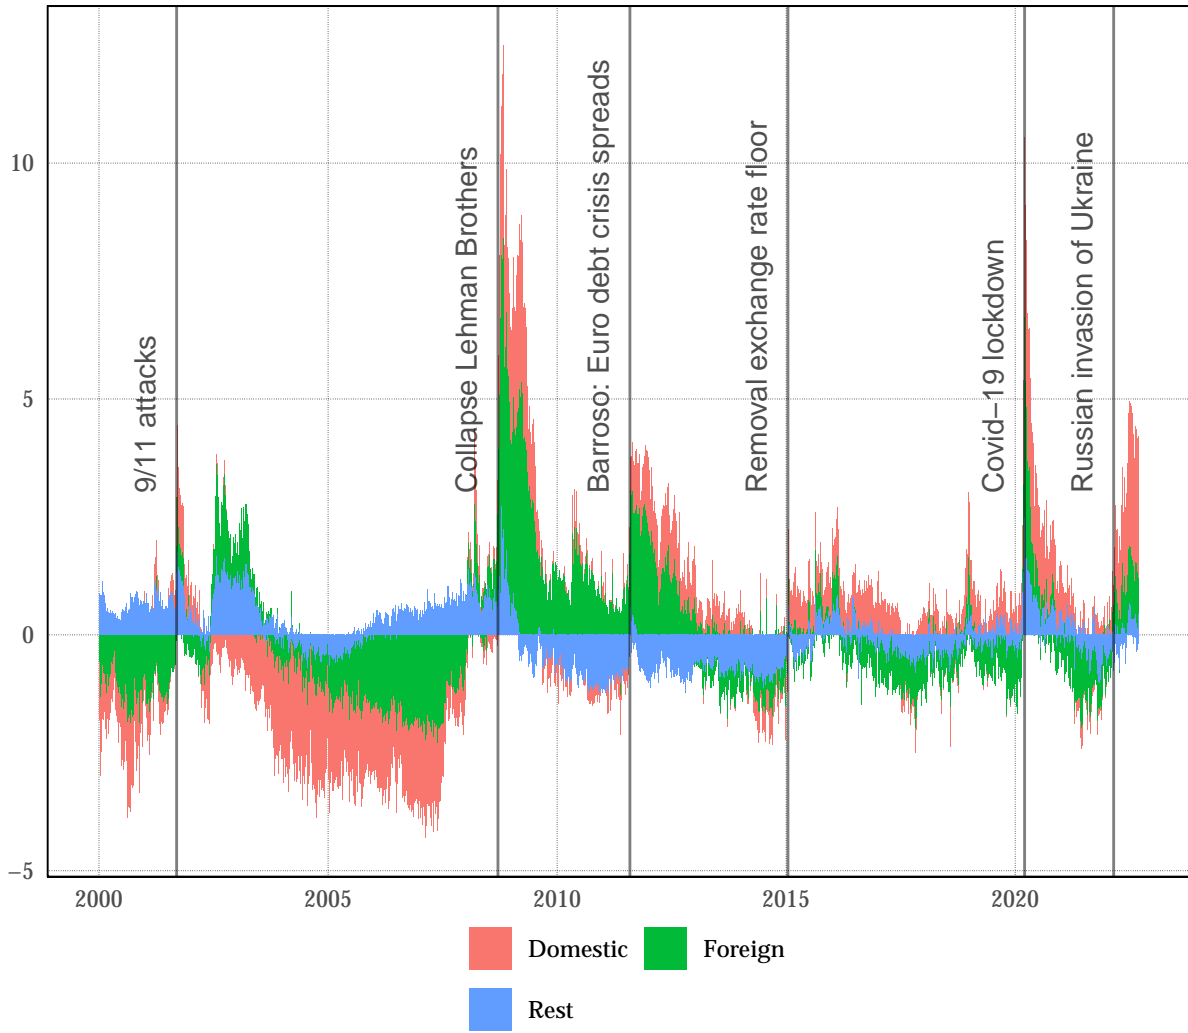 10
5
0
−5
9/11 attacks
Collapse Lehman Brothers
Barroso: Euro debt crisis spreads
Removal exchange rate floor
Covid−19 lockdown
Russian invasion of Ukraine
2000
2005
2010
2015
2020
Domestic
Foreign
Rest